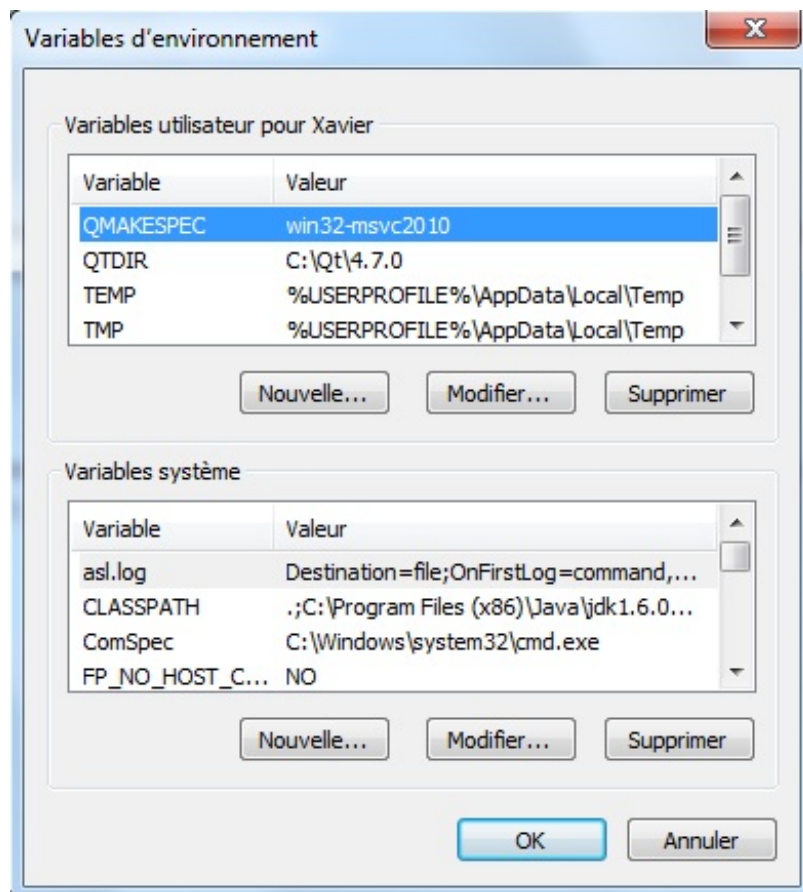 Variables d'environnement
Variables utilisateur pour Xavier
Variable Valeur
QMAKESPEC win32-msvc2010
QTDIR C:\Qt\4.7.0
TEMP %USERPROFILE%\AppData\Local\Temp
TMP %USERPROFILE%\AppData\Local\Temp
Nouvelle... Modifier... Supprimer
Variables système
Variable Valeur
asl.log Destination=file;OnFirstLog=command,...
CLASSPATH .;C:\Program Files (x86)\Java\jdk1.6.0...
ComSpec C:\Windows\system32\cmd.exe
FP_NO_HOST_C... NO
Nouvelle... Modifier... Supprimer
OK Annuler